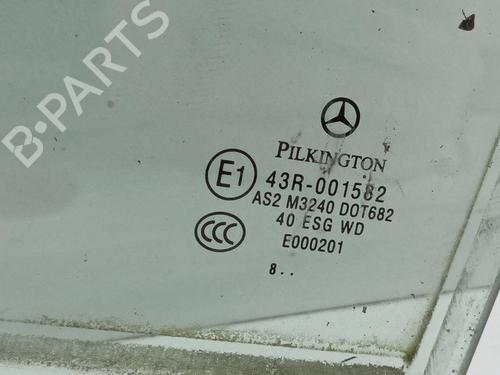 B-PARTS
PILKINGTON
E1 43R-001582
AS2 M3240 DOT682
40 ESG WD
CCC E000201
8..